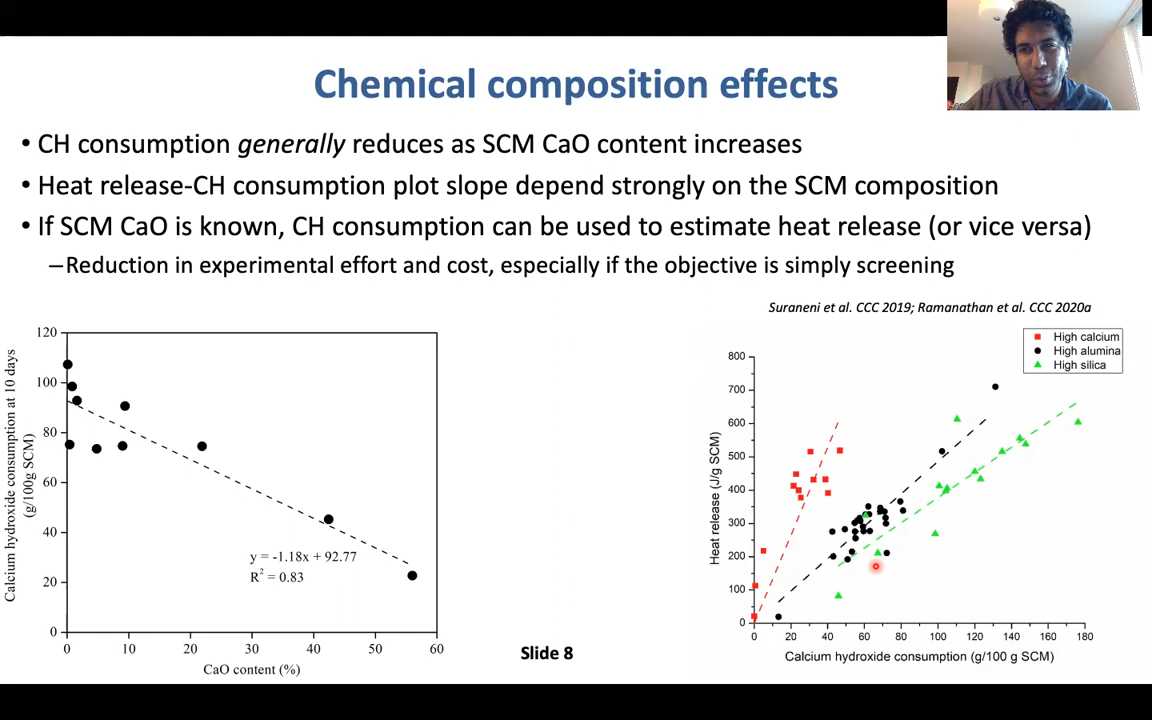 Chemical composition effects
• CH consumption generally reduces as SCM CaO content increases
• Heat release-CH consumption plot slope depend strongly on the SCM composition
• If SCM CaO is known, CH consumption can be used to estimate heat release (or vice versa)
–Reduction in experimental effort and cost, especially if the objective is simply screening
Suraneni et al. CCC 2019; Ramanathan et al. CCC 2020a
Calcium hydroxide consumption at 10 days
(g/100g SCM)
120
100
80
60
40
20
0
y = -1.18x + 92.77
R² = 0.83
0 10 20 30 40 50 60
CaO content (%)
Slide 8
High calcium
High alumina
High silica
Heat release (J/g SCM)
800
700
600
500
400
300
200
100
0
0 20 40 60 80 100 120 140 160 180
Calcium hydroxide consumption (g/100 g SCM)